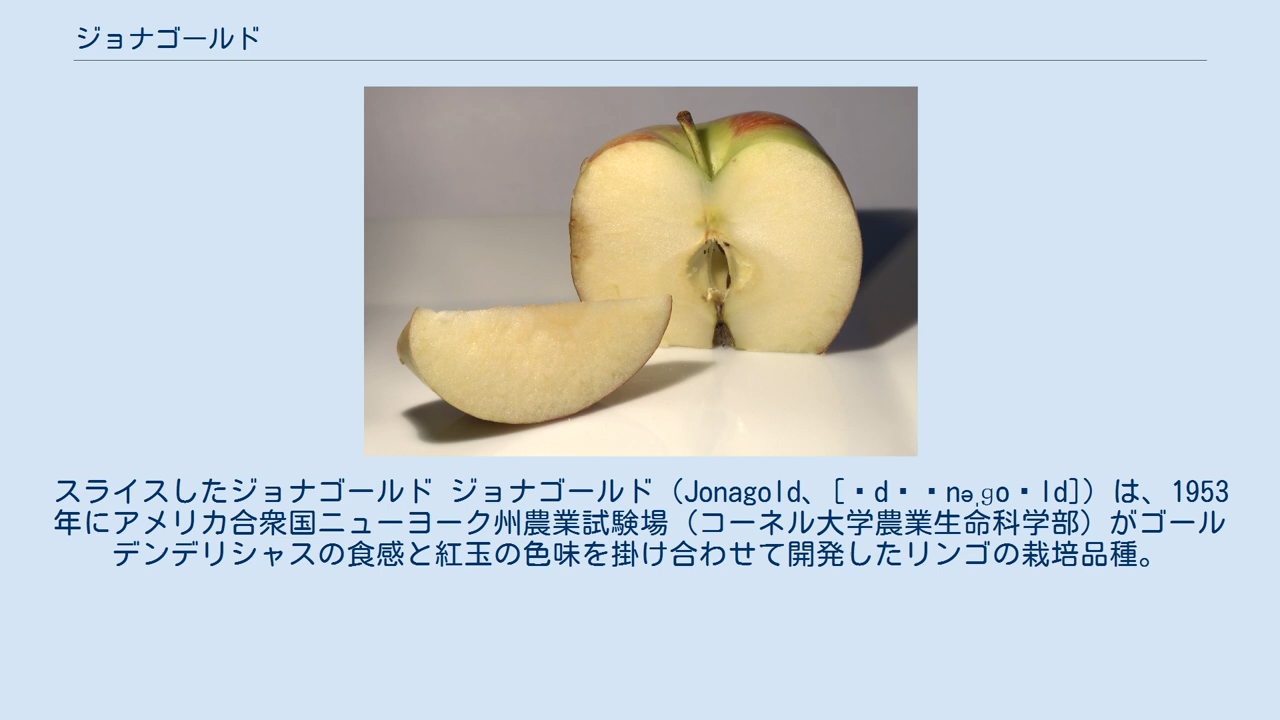 ジョナゴールド
スライスしたジョナゴールド ジョナゴールド（Jonagold、[・d・・nəˌɡo・ld]）は、1953
年にアメリカ合衆国ニューヨーク州農業試験場（コーネル大学農業生命科学部）がゴール
デンデリシャスの食感と紅玉の色味を掛け合わせて開発したリンゴの栽培品種。